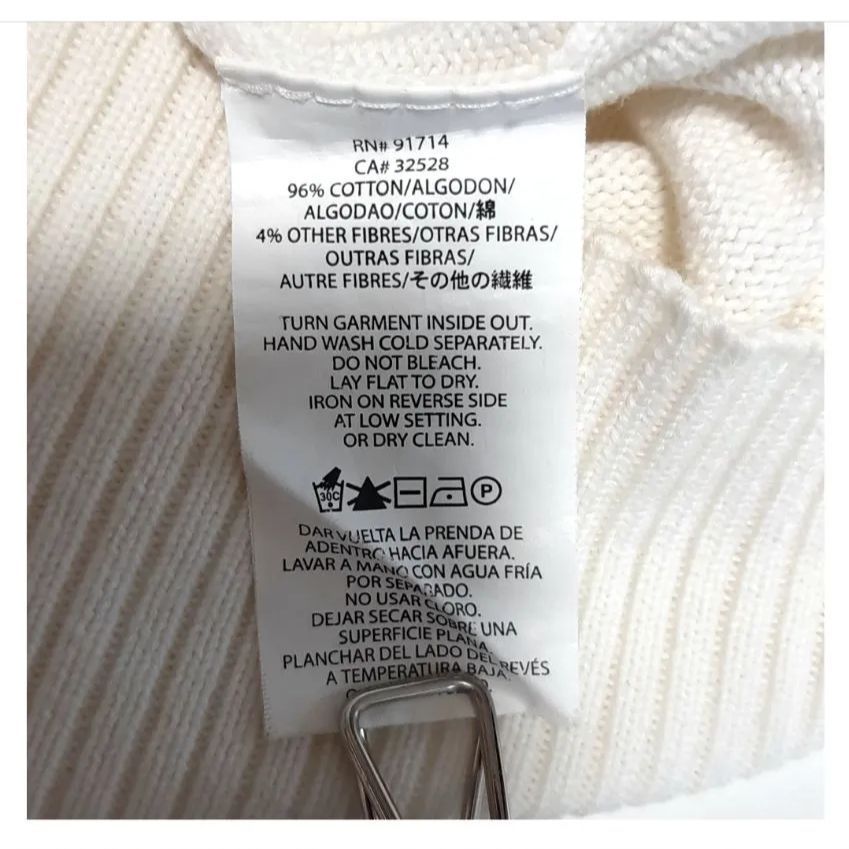 RN# 91714
CA# 32528
96% COTTON/ALGODON/
ALGODAO/COTON/綿
4% OTHER FIBRES/OTRAS FIBRAS/
OUTRAS FIBRAS/
AUTRE FIBRES/その他の繊維
TURN GARMENT INSIDE OUT.
HAND WASH COLD SEPARATELY.
DO NOT BLEACH.
LAY FLAT TO DRY.
IRON ON REVERSE SIDE
AT LOW SETTING.
OR DRY CLEAN.
30C P
DAR VUELTA LA PRENDA DE
ADENTRO HACIA AFUERA.
LAVAR A MANO CON AGUA FRÍA
POR SEPARADO.
NO USAR CLORO.
DEJAR SECAR SOBRE UNA
SUPERFICIE PLANA.
PLANCHAR DEL LADO DEL REVÉS
A TEMPERATURA BAJA.